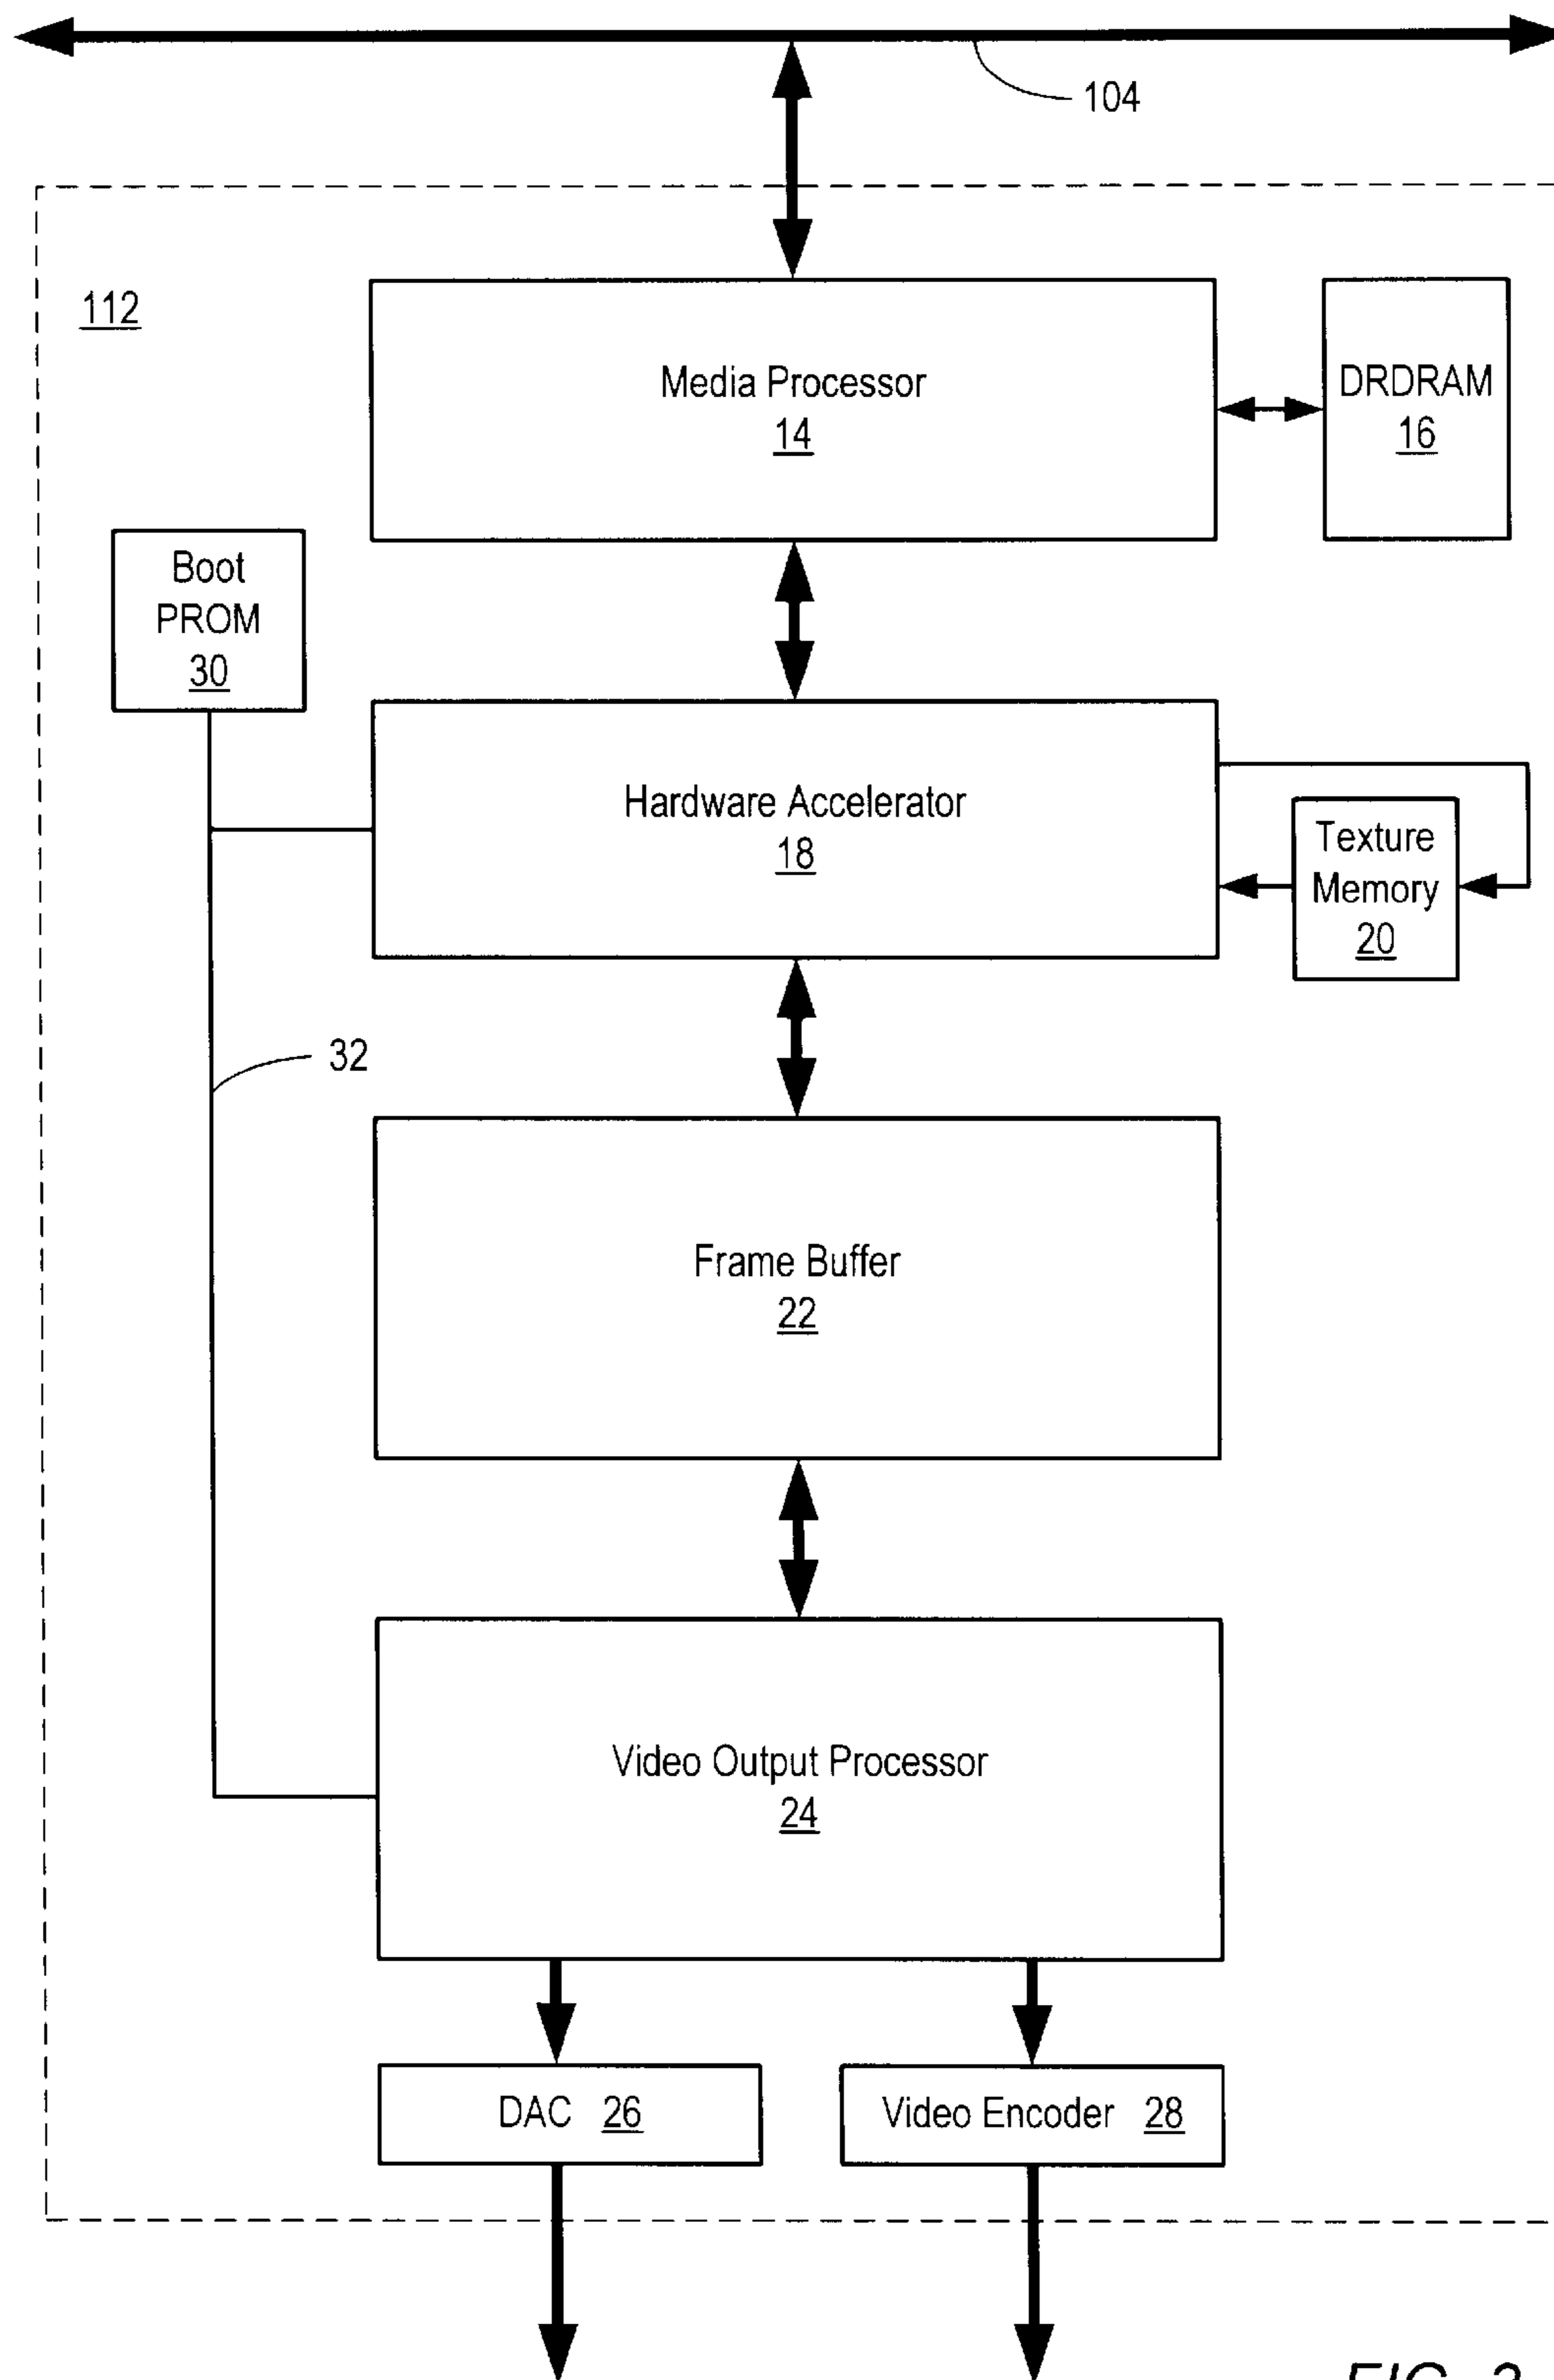 104
112
Media Processor
14
DRDRAM
16
Boot
PROM
30
Hardware Accelerator
18
Texture
Memory
20
32
Frame Buffer
22
Video Output Processor
24
DAC 26
Video Encoder 28